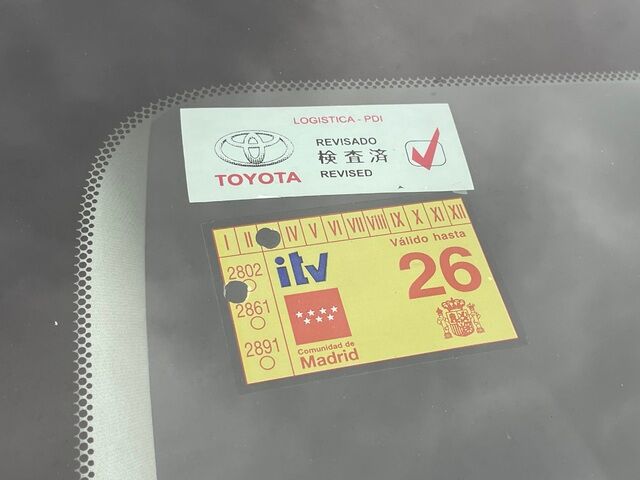 LOGISTICA - PDI
REVISADO
検査済
TOYOTA
REVISED
I II IV V VI VII VIII IX X XI XII
Válido hasta
2802
itv
26
2861
2891
Comunidad de
Madrid